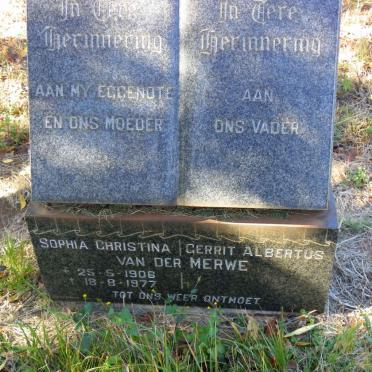 In Tere
Herinnering
AAN MY EGGENOTE
EN ONS MOEDER
In Tere
Herinnering
AAN
ONS VADER
SOPHIA CHRISTINA | GERRIT ALBERTUS
VAN DER MERWE
* 25-5-1906
† 18-8-1977
TOT ONS WEER ONTMOET